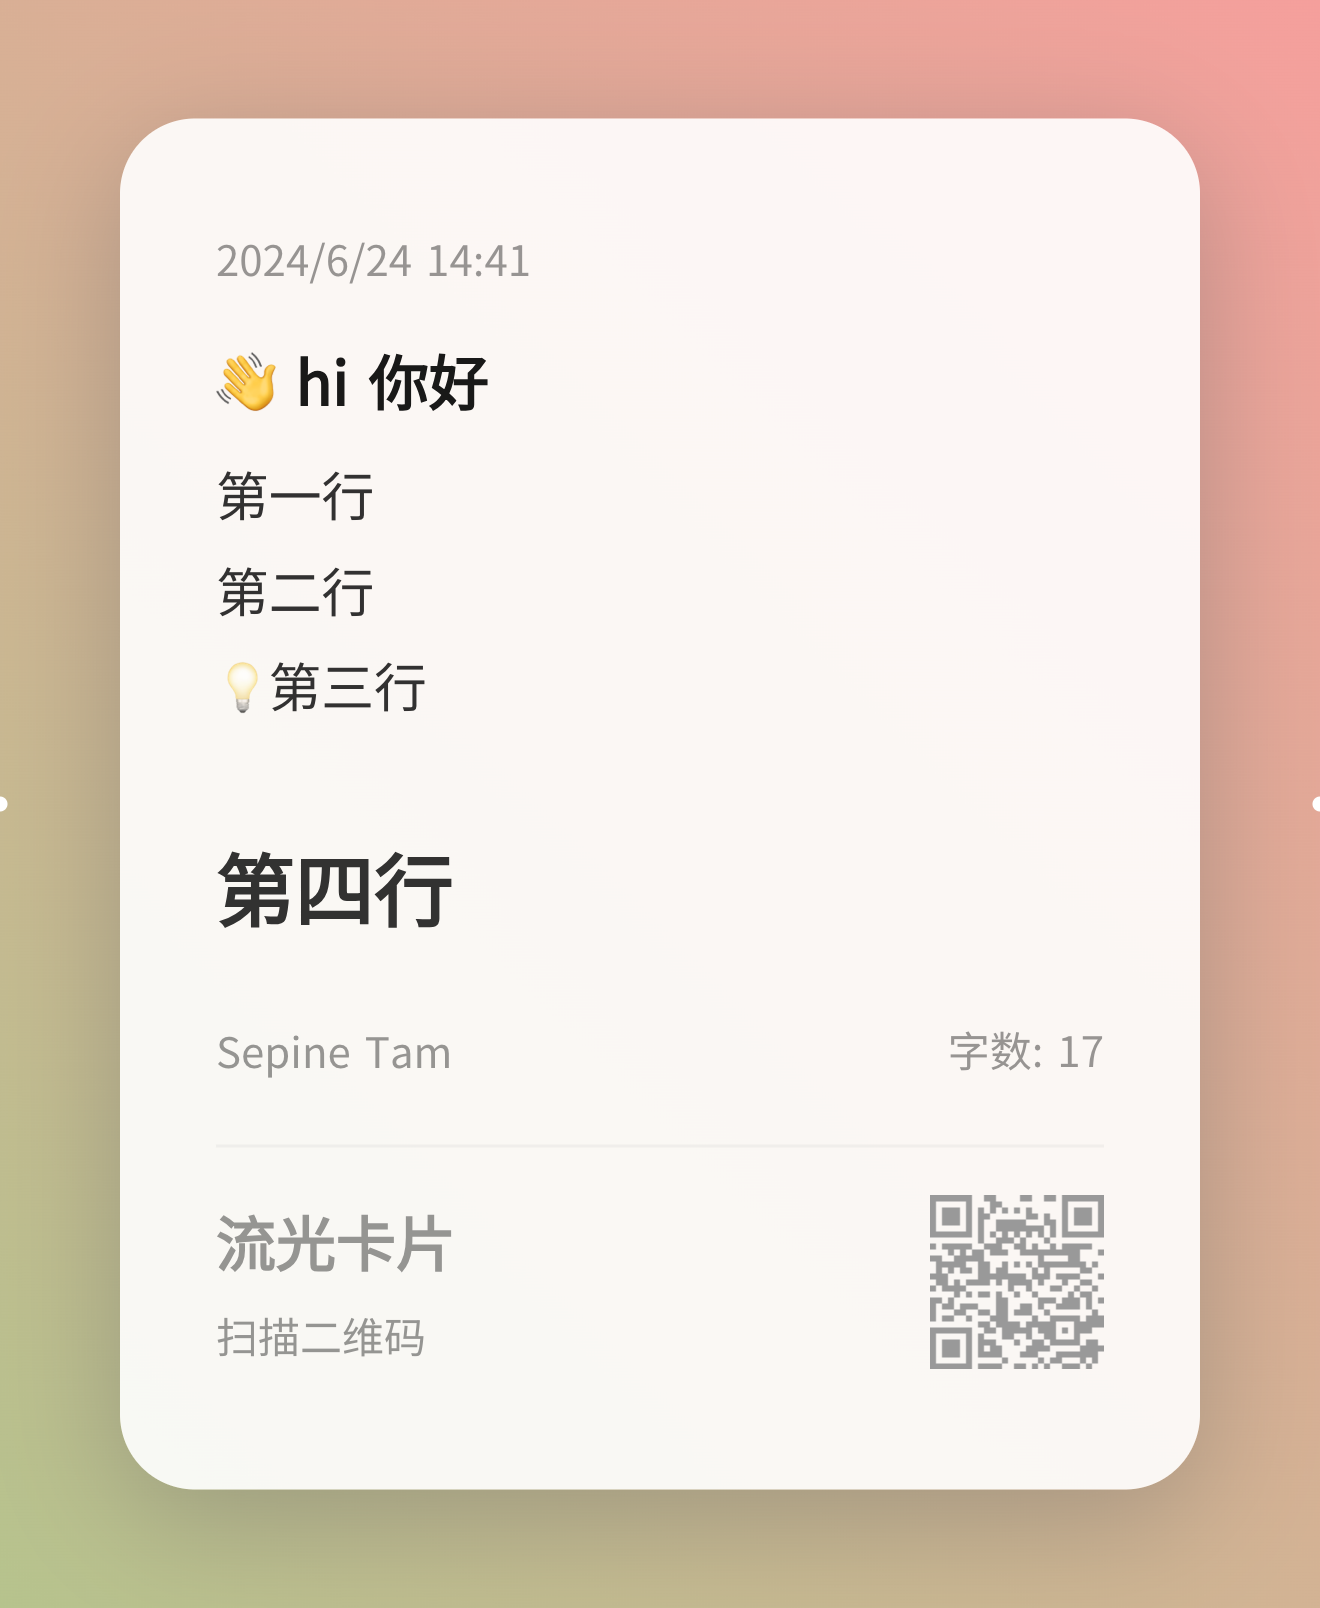 2024/6/24 14:41
👋 hi 你好
第一行
第二行
💡第三行
第四行
Sepine Tam
字数: 17
流光卡片
扫描二维码